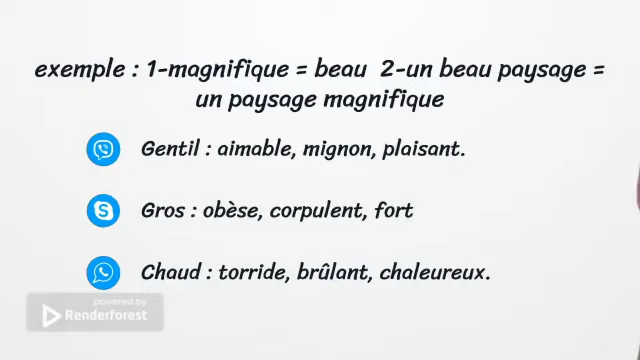 exemple : 1-magnifique = beau 2-un beau paysage =
un paysage magnifique
Gentil : aimable, mignon, plaisant.
Gros : obèse, corpulent, fort
Chaud : torride, brûlant, chaleureux.
powered by
Renderforest